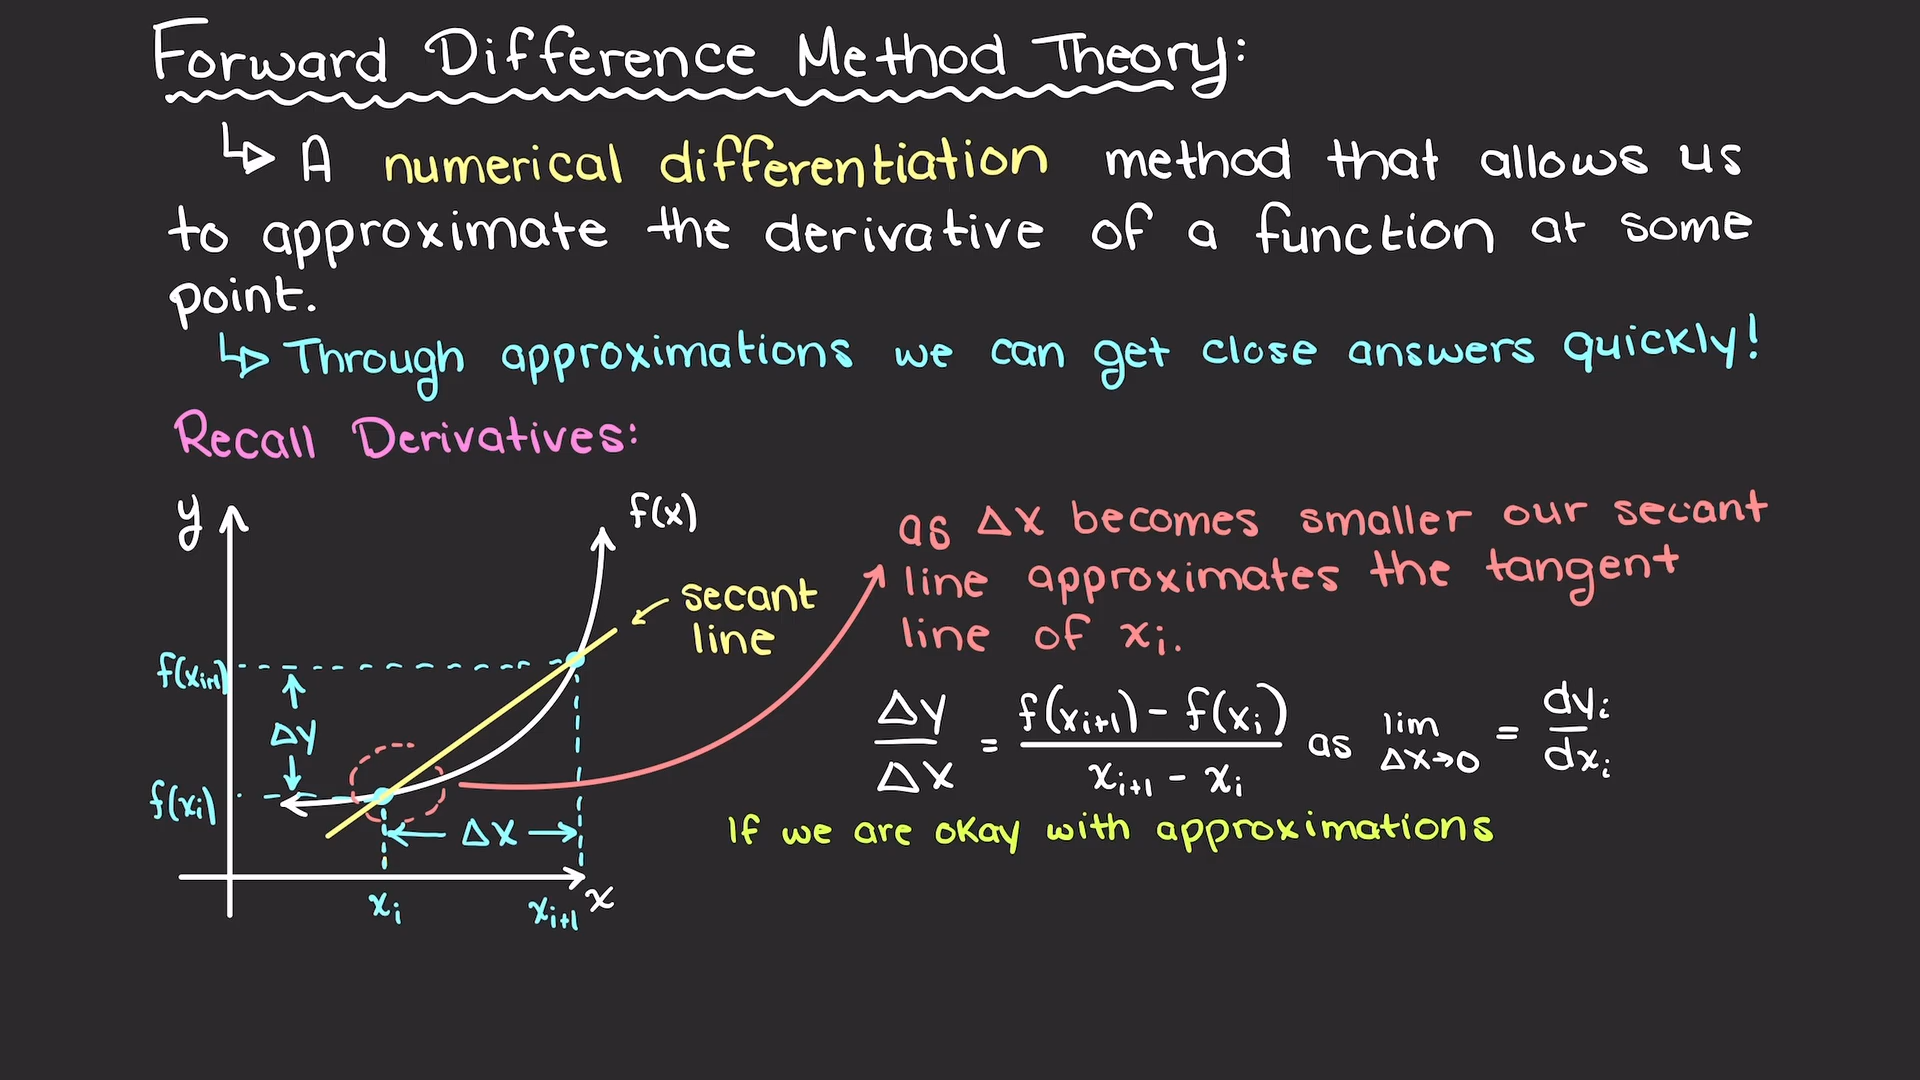 Forward Difference Method Theory:
↳ A numerical differentiation method that allows us
to approximate the derivative of a function at some
point.
↳ Through approximations we can get close answers quickly!
Recall Derivatives:
y
f(x)
secant
line
f(xᵢ₊₁)
Δy
f(xᵢ)
Δx
xᵢ
xᵢ₊₁
x
as Δx becomes smaller our secant
line approximates the tangent
line of xᵢ.
Δy/Δx = (f(xᵢ₊₁) - f(xᵢ))/(xᵢ₊₁ - xᵢ) as lim Δx→0 = dyᵢ/dxᵢ
If we are okay with approximations